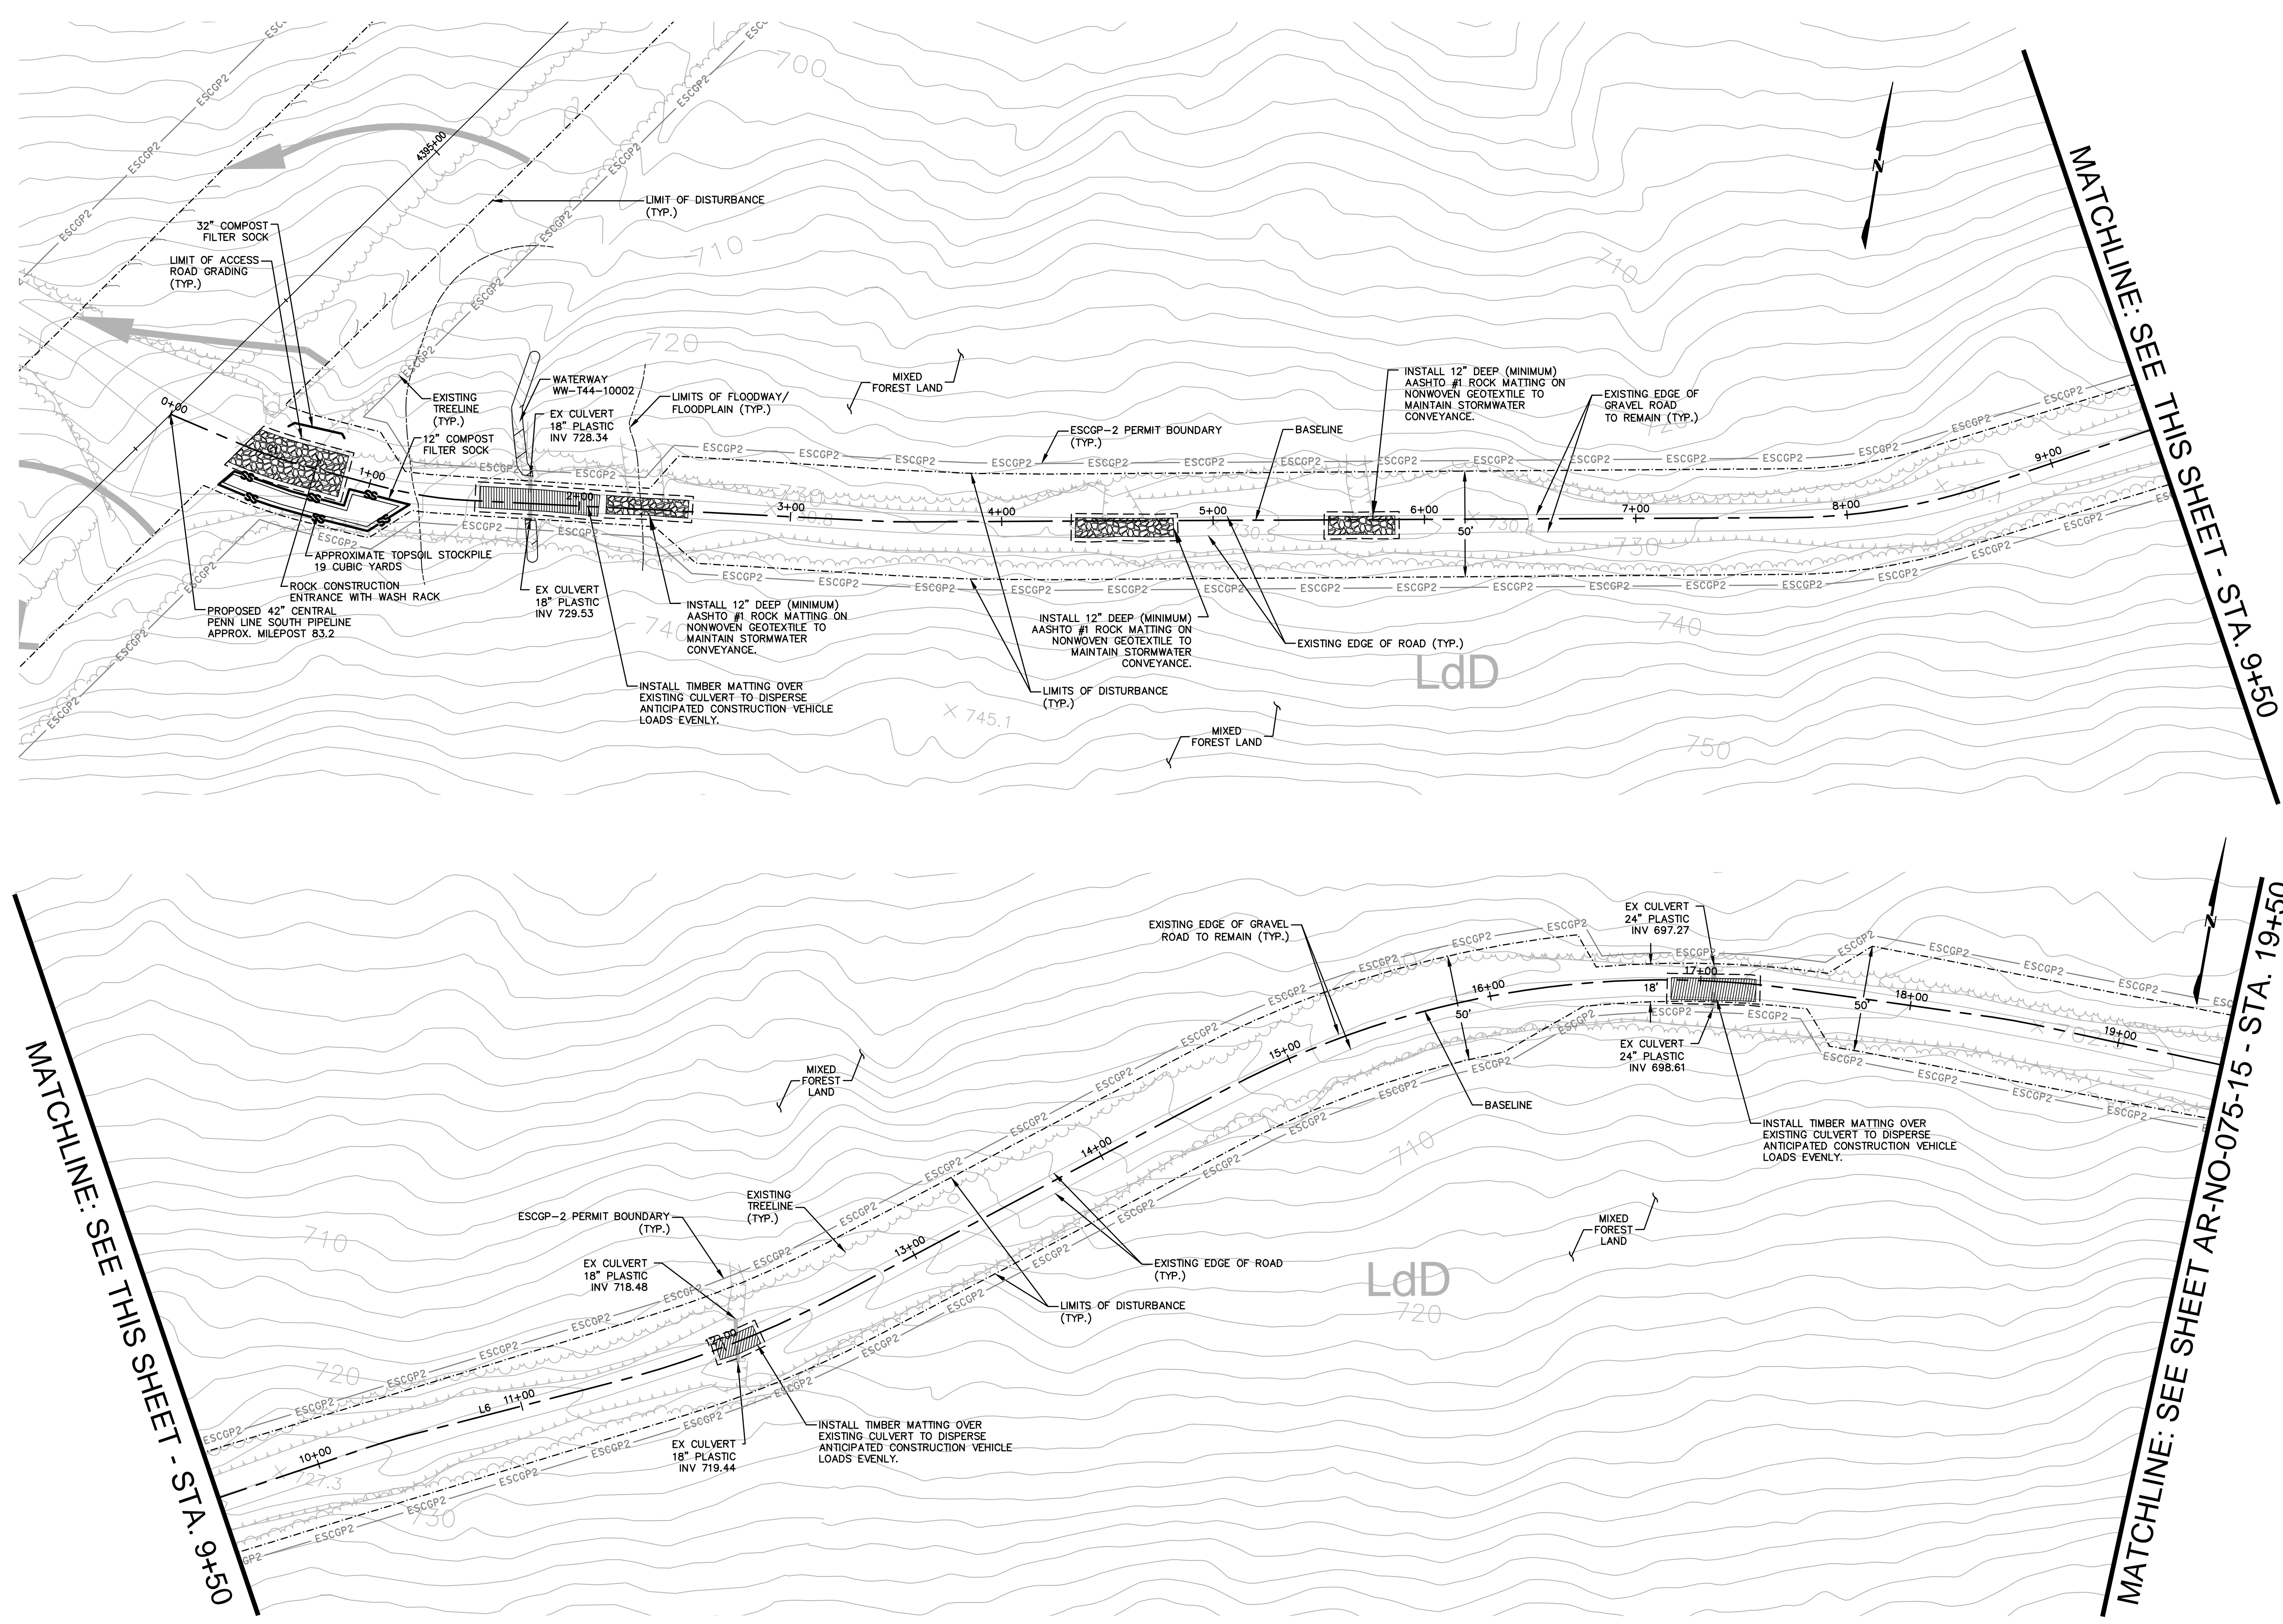 700
4395+00
LIMIT OF DISTURBANCE
(TYP.)
32" COMPOST
FILTER SOCK
LIMIT OF ACCESS
ROAD GRADING
(TYP.)
710
710
N
MATCHLINE: SEE THIS SHEET - STA. 9+50
720
MIXED
FOREST LAND
WATERWAY
WW-T44-10002
EXISTING
TREELINE
(TYP.)
EX CULVERT
18" PLASTIC
INV 728.34
LIMITS OF FLOODWAY/
FLOODPLAIN (TYP.)
12" COMPOST
FILTER SOCK
ESCGP-2 PERMIT BOUNDARY
(TYP.)
BASELINE
INSTALL 12" DEEP (MINIMUM)
AASHTO #1 ROCK MATTING ON
NONWOVEN GEOTEXTILE TO
MAINTAIN STORMWATER
CONVEYANCE.
EXISTING EDGE OF
GRAVEL ROAD
TO REMAIN (TYP.)
0+00
1+00
2+00
3+00
4+00
5+00
6+00
7+00
8+00
9+00
50'
730
740
740
750
X 745.1
LdD
APPROXIMATE TOPSOIL STOCKPILE
19 CUBIC YARDS
ROCK CONSTRUCTION
ENTRANCE WITH WASH RACK
PROPOSED 42" CENTRAL
PENN LINE SOUTH PIPELINE
APPROX. MILEPOST 83.2
EX CULVERT
18" PLASTIC
INV 729.53
INSTALL 12" DEEP (MINIMUM)
AASHTO #1 ROCK MATTING ON
NONWOVEN GEOTEXTILE TO
MAINTAIN STORMWATER
CONVEYANCE.
INSTALL 12" DEEP (MINIMUM)
AASHTO #1 ROCK MATTING ON
NONWOVEN GEOTEXTILE TO
MAINTAIN STORMWATER
CONVEYANCE.
EXISTING EDGE OF ROAD (TYP.)
INSTALL TIMBER MATTING OVER
EXISTING CULVERT TO DISPERSE
ANTICIPATED CONSTRUCTION VEHICLE
LOADS EVENLY.
LIMITS OF DISTURBANCE
(TYP.)
MIXED
FOREST LAND
ESCGP2
MATCHLINE: SEE THIS SHEET - STA. 9+50
EXISTING EDGE OF GRAVEL
ROAD TO REMAIN (TYP.)
EX CULVERT
24" PLASTIC
INV 697.27
N
MATCHLINE: SEE SHEET AR-NO-075-15 - STA. 19+50
17+00
18'
16+00
50'
50'
18+00
19+00
15+00
EX CULVERT
24" PLASTIC
INV 698.61
BASELINE
INSTALL TIMBER MATTING OVER
EXISTING CULVERT TO DISPERSE
ANTICIPATED CONSTRUCTION VEHICLE
LOADS EVENLY.
MIXED
FOREST
LAND
14+00
710
EXISTING
TREELINE
(TYP.)
ESCGP-2 PERMIT BOUNDARY
(TYP.)
710
13+00
MIXED
FOREST
LAND
EX CULVERT
18" PLASTIC
INV 718.48
EXISTING EDGE OF ROAD
(TYP.)
LdD
720
LIMITS OF DISTURBANCE
(TYP.)
720
L6
11+00
10+00
727.3
730
EX CULVERT
18" PLASTIC
INV 719.44
INSTALL TIMBER MATTING OVER
EXISTING CULVERT TO DISPERSE
ANTICIPATED CONSTRUCTION VEHICLE
LOADS EVENLY.
ESCGP2